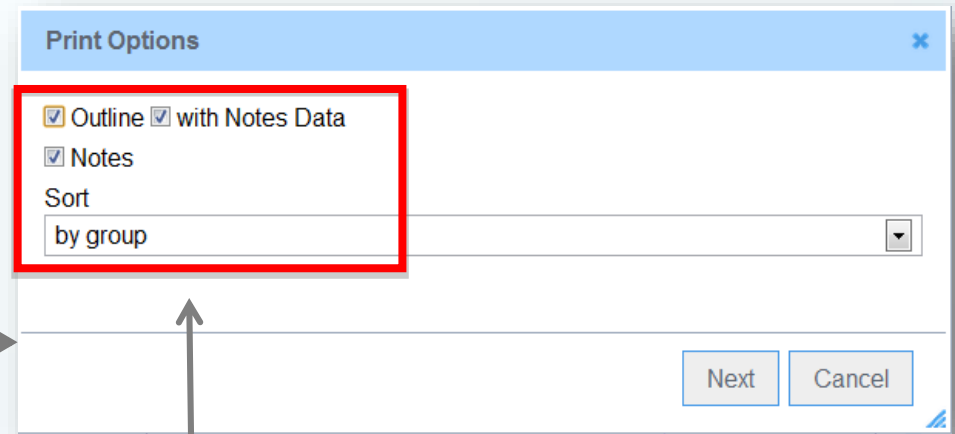 Print Options
Outline with Notes Data
Notes
Sort
by group
Next Cancel